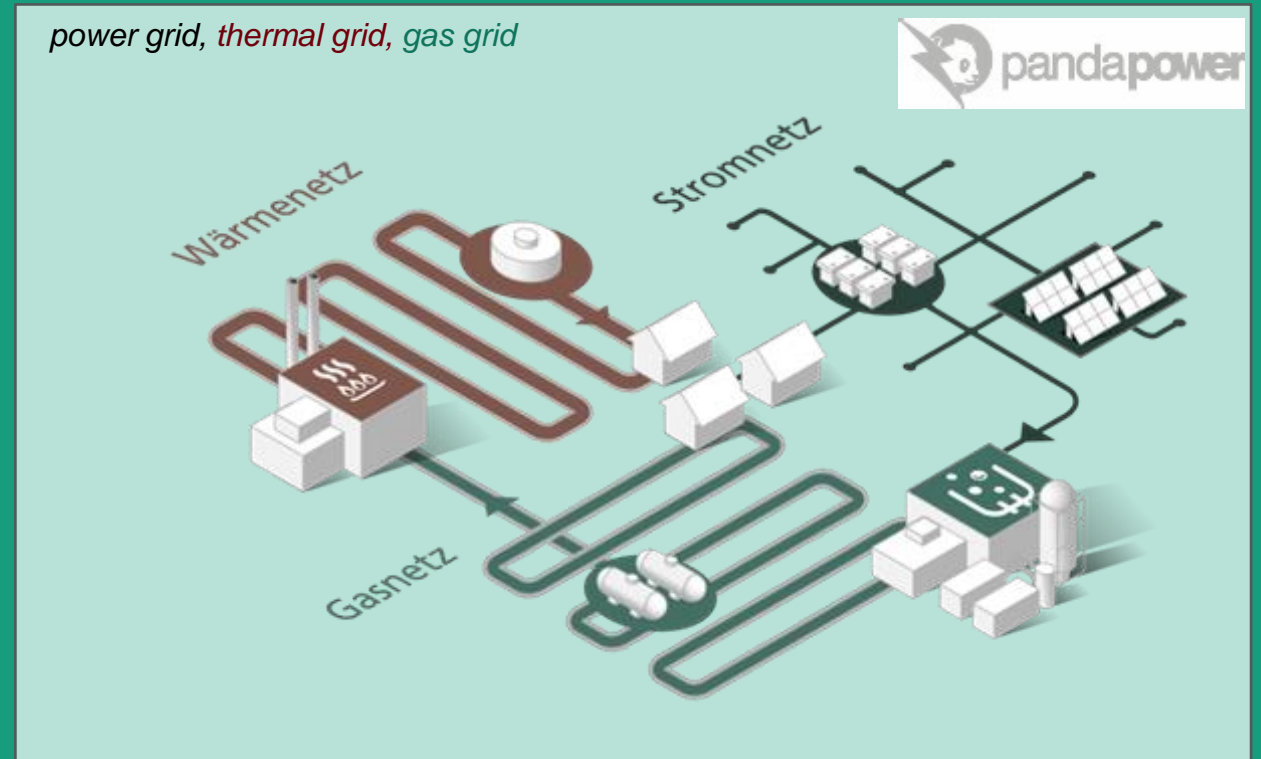 power grid, thermal grid, gas grid
pandapower
Stromnetz
Wärmenetz
Gasnetz